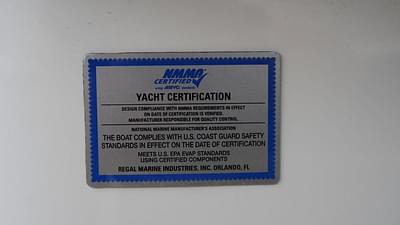 NMMA
CERTIFIED
using ABYC standards
YACHT CERTIFICATION
DESIGN COMPLIANCE WITH NMMA REQUIREMENTS IN EFFECT
ON DATE OF CERTIFICATION IS VERIFIED.
MANUFACTURER RESPONSIBLE FOR QUALITY CONTROL.
NATIONAL MARINE MANUFACTURER'S ASSOCIATION
THE BOAT COMPLIES WITH U.S. COAST GUARD SAFETY
STANDARDS IN EFFECT ON THE DATE OF CERTIFICATION
MEETS U.S. EPA EVAP STANDARDS
USING CERTIFIED COMPONENTS
REGAL MARINE INDUSTRIES, INC. ORLANDO, FL